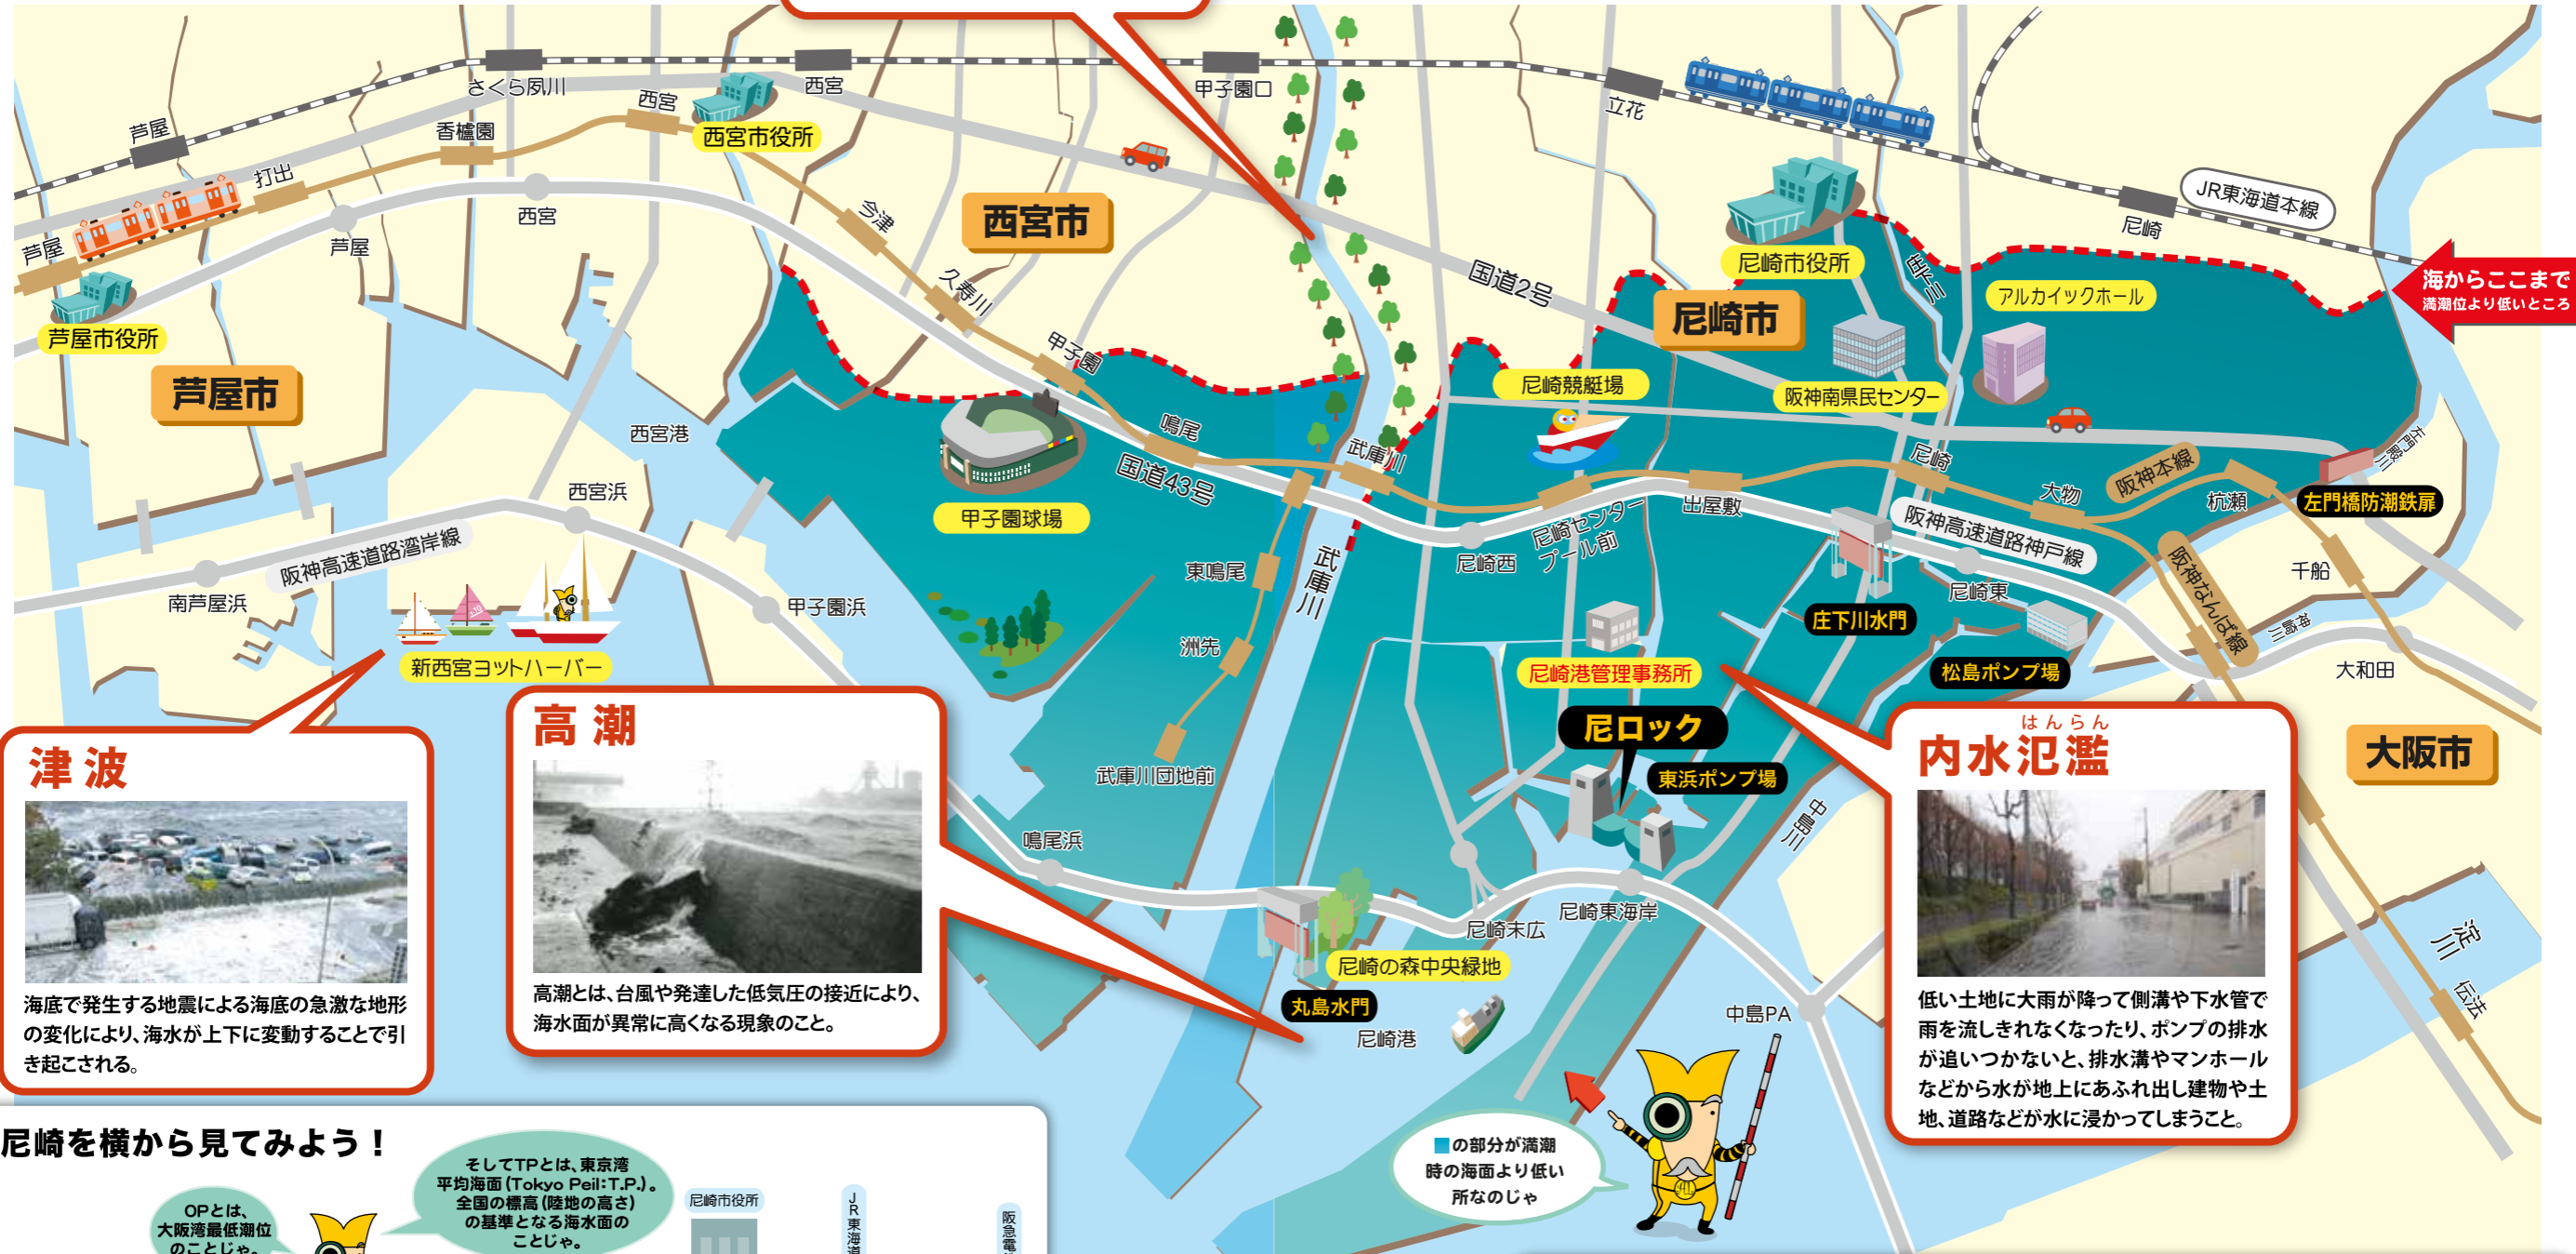 さくら夙川
西宮
甲子園口
立花
尼崎
JR東海道本線
芦屋
打出
香櫨園
西宮
西宮市役所
今津
久寿川
甲子園
鳴尾
武庫川
尼崎センター
プール前
出屋敷
尼崎
大物
阪神本線
杭瀬
千船
伝法
芦屋
芦屋市役所
芦屋
西宮
西宮市
芦屋市
尼崎市
大阪市
国道2号
国道43号
尼崎市役所
庄下川
アルカイックホール
海からここまで
満潮位より低いところ
尼崎競艇場
阪神南県民センター
左門殿川
左門橋防潮鉄扉
西宮港
西宮浜
阪神高速道路湾岸線
南芦屋浜
甲子園浜
新西宮ヨットハーバー
甲子園球場
東鳴尾
洲先
武庫川団地前
武庫川
尼崎西
阪神高速道路神戸線
尼崎東
阪神なんば線
神崎川
大和田
庄下川水門
松島ポンプ場
尼崎港管理事務所
尼ロック
東浜ポンプ場
中島川
鳴尾浜
尼崎末広
尼崎東海岸
尼崎の森中央緑地
丸島水門
尼崎港
中島PA
淀川
津波
海底で発生する地震による海底の急激な地形
の変化により、海水が上下に変動することで引
き起こされる。
高潮
高潮とは、台風や発達した低気圧の接近により、
海水面が異常に高くなる現象のこと。
はんらん
内水氾濫
低い土地に大雨が降って側溝や下水管で
雨を流しきれなくなったり、ポンプの排水
が追いつかないと、排水溝やマンホール
などから水が地上にあふれ出し建物や土
地、道路などが水に浸かってしまうこと。
の部分が満潮
時の海面より低い
所なのじゃ
尼崎を横から見てみよう！
OPとは、
大阪湾最低潮位
のことじゃ。
そしてTPとは、東京湾
平均海面（Tokyo Peil：T.P.）。
全国の標高（陸地の高さ）
の基準となる海水面の
ことじゃ。
尼崎市役所
JR東海道
阪急電